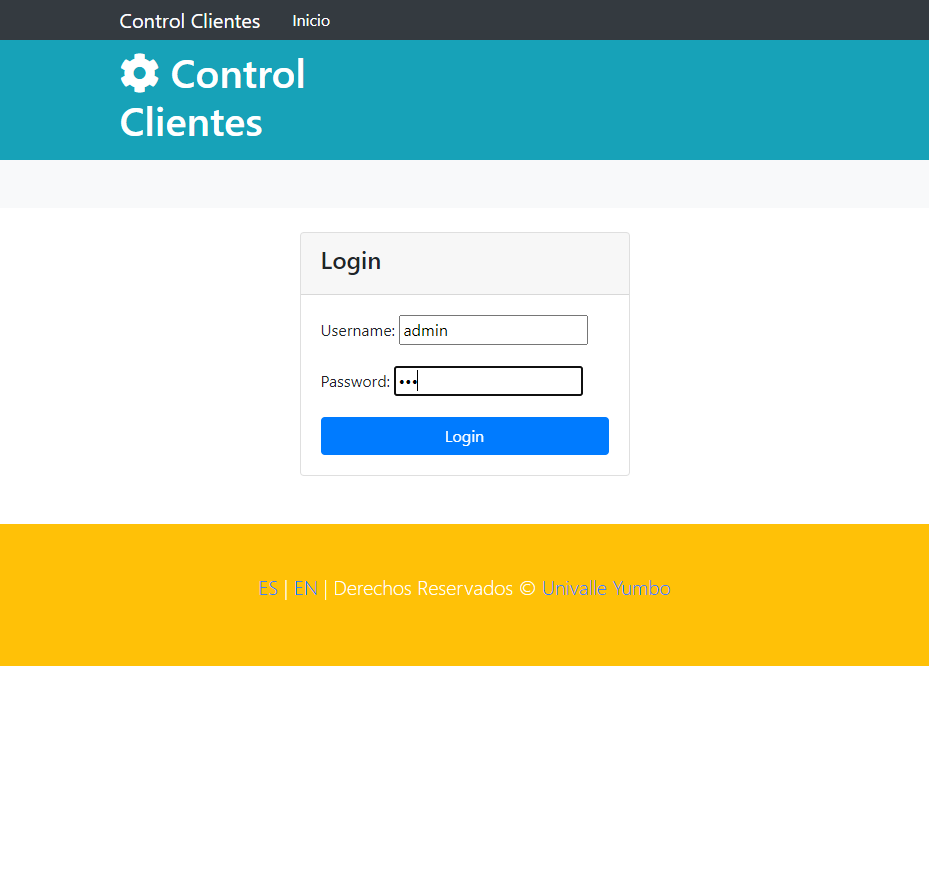 Control Clientes Inicio
Control
Clientes
Login
Username: admin
Password: •••
Login
ES | EN | Derechos Reservados © Univalle Yumbo